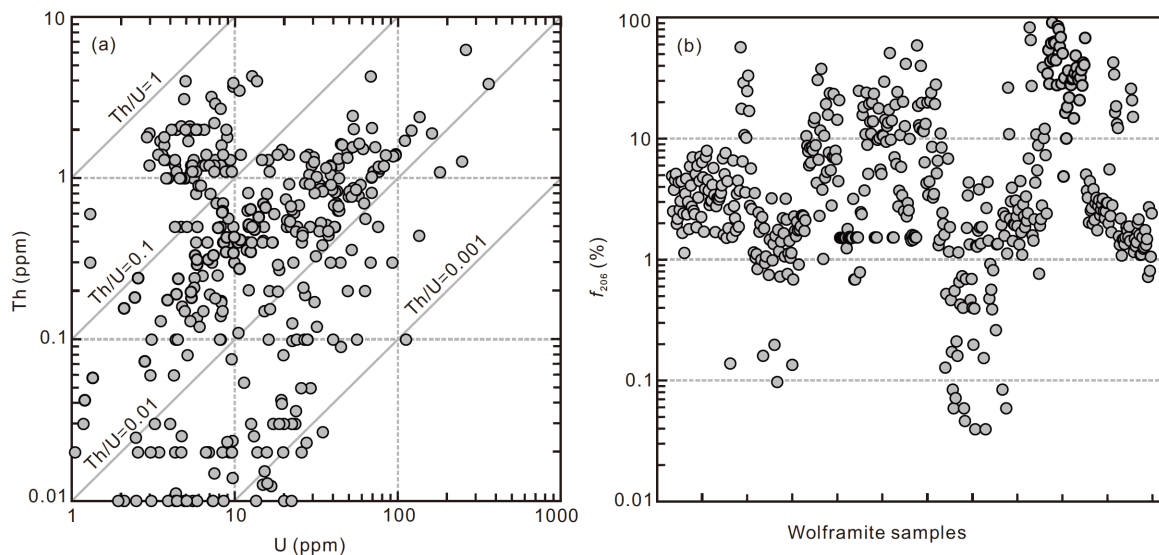 (a)
10
1
0.1
0.01
Th (ppm)
Th/U=1
Th/U=0.1
Th/U=0.01
Th/U=0.001
1
10
100
1000
U (ppm)
(b)
100
10
1
0.1
0.01
f206 (%)
Wolframite samples